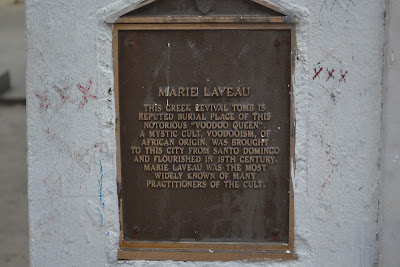 MARIE LAVEAU
THIS GREEK REVIVAL TOMB IS
REPUTED BURIAL PLACE OF THIS
NOTORIOUS "VOODOO QUEEN".
A MYSTIC CULT, VOODOOISM, OF
AFRICAN ORIGIN, WAS BROUGHT
TO THIS CITY FROM SANTO DOMINGO
AND FLOURISHED IN 19TH CENTURY.
MARIE LAVEAU WAS THE MOST
WIDELY KNOWN OF MANY
PRACTITIONERS OF THE CULT.
XXX
XXX